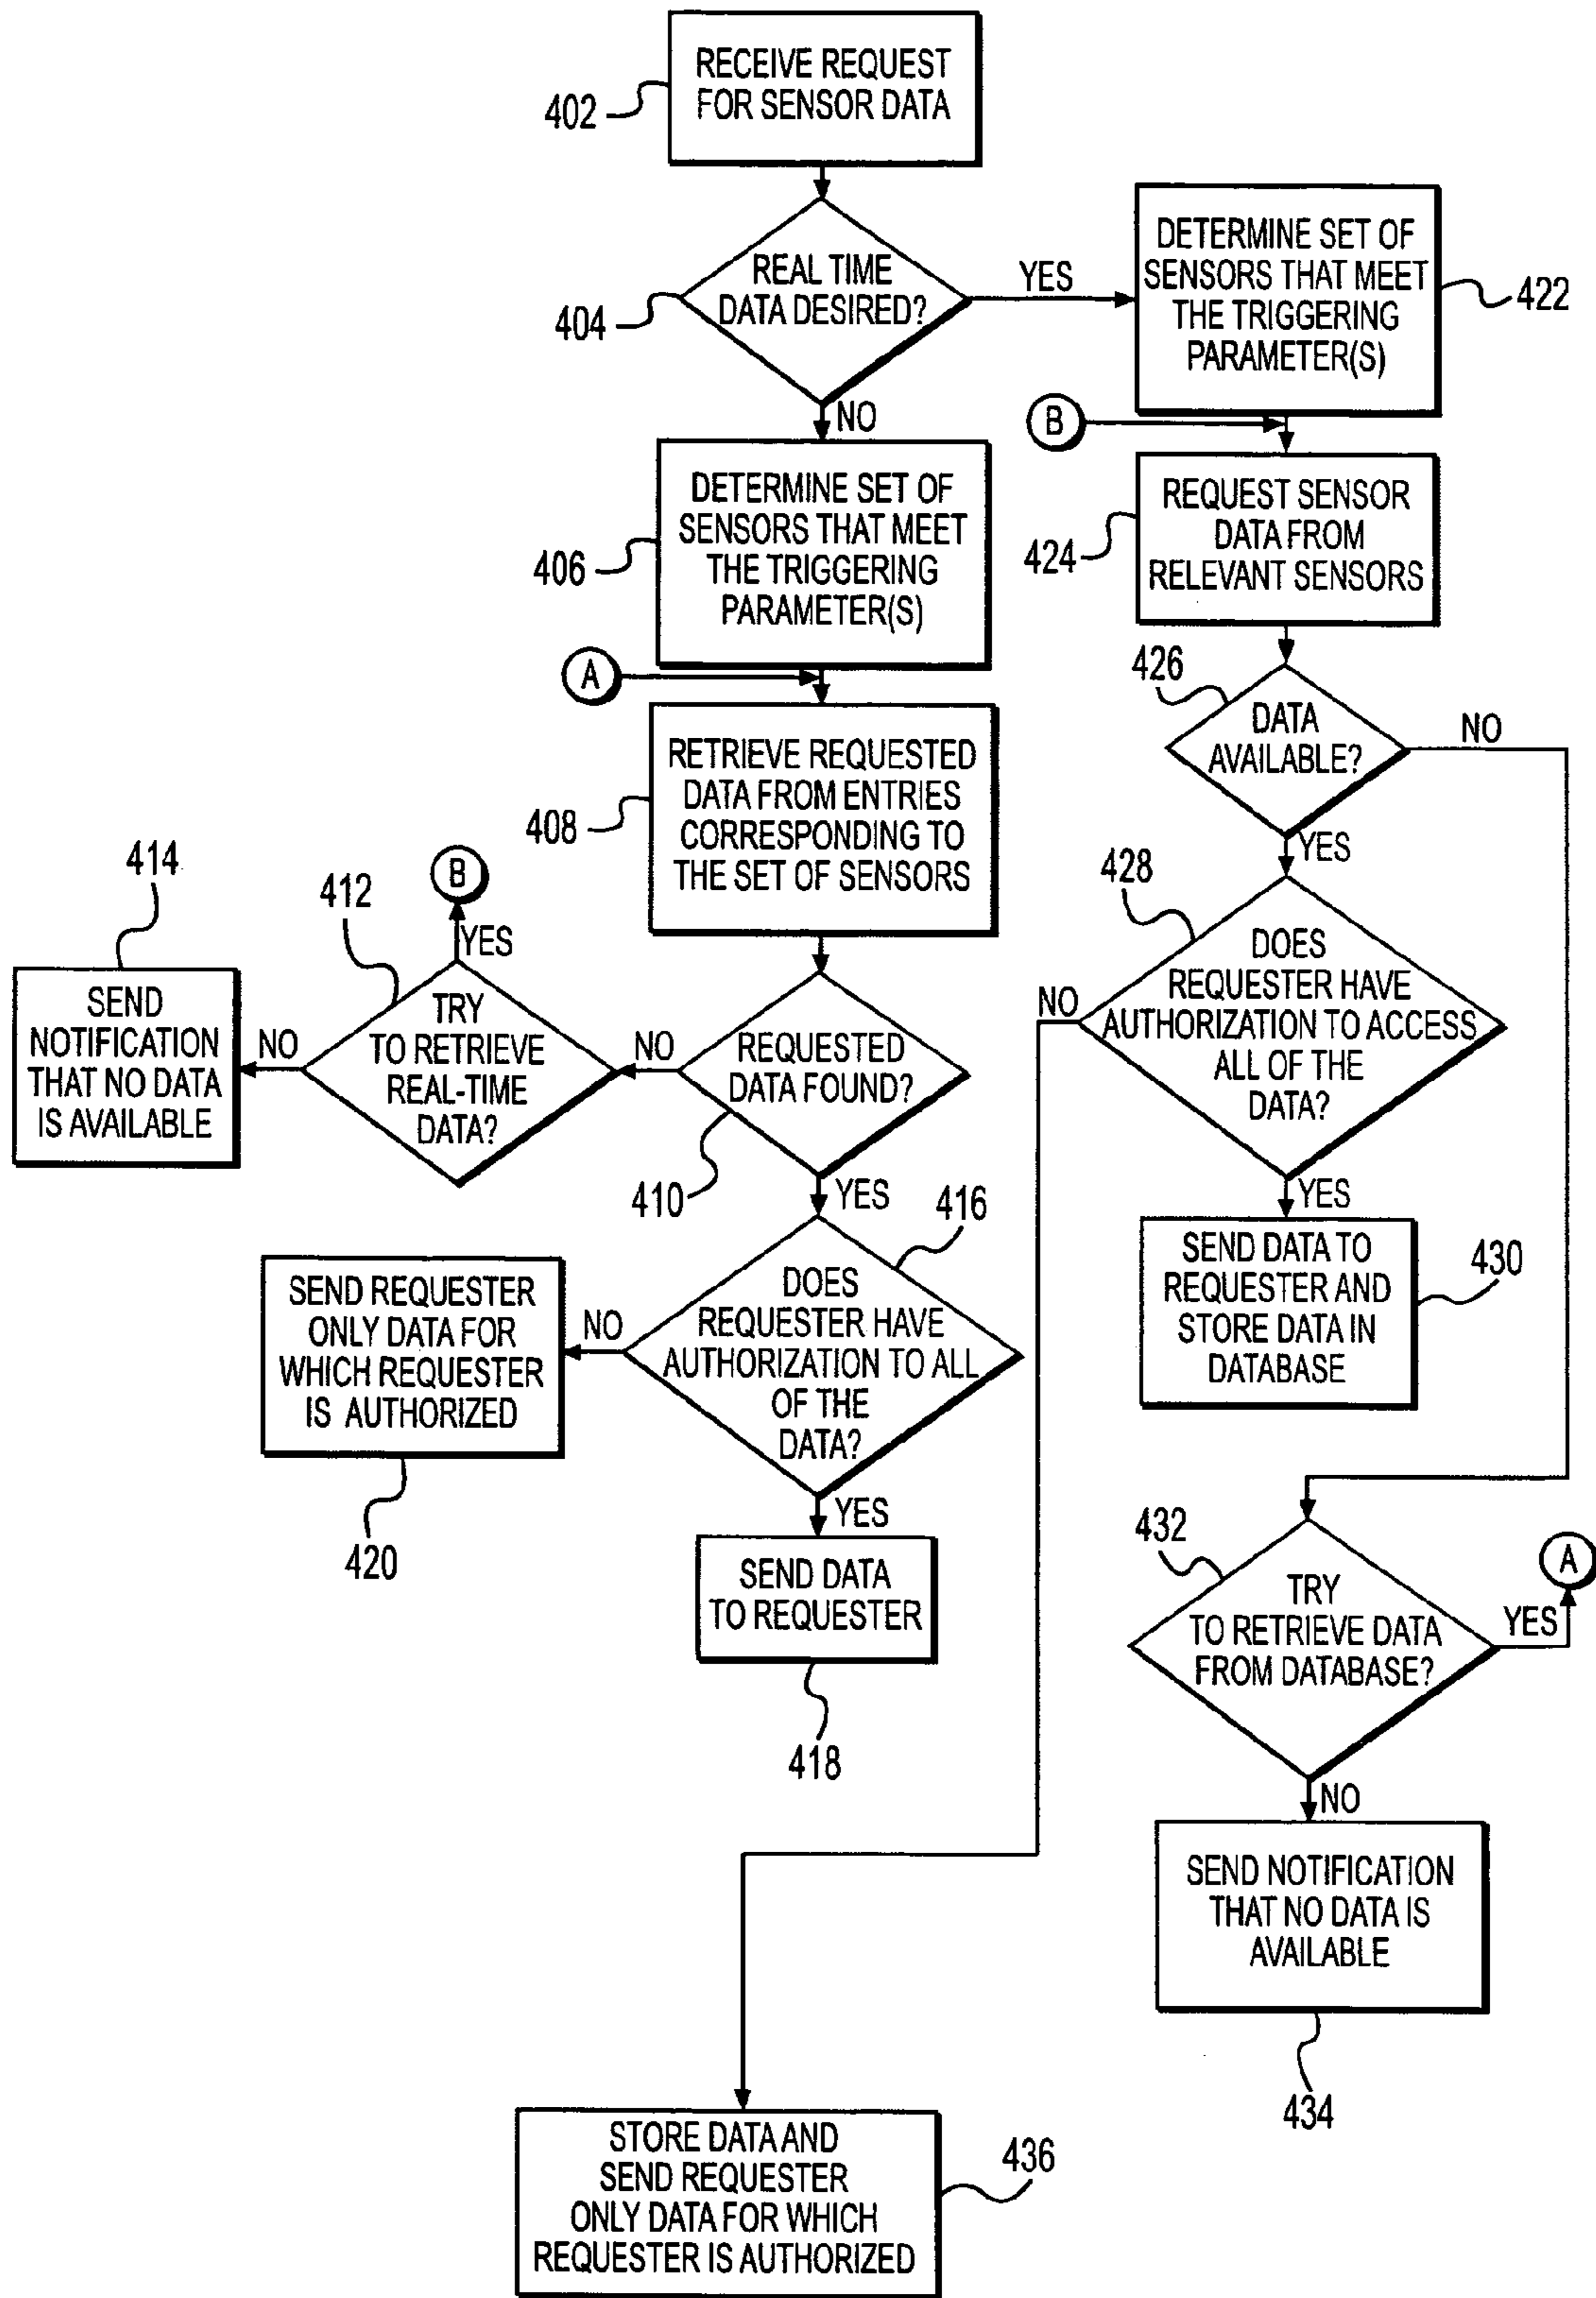 RECEIVE REQUEST
FOR SENSOR DATA
402
REAL TIME
DATA DESIRED?
404
YES
NO
DETERMINE SET OF
SENSORS THAT MEET
THE TRIGGERING
PARAMETER(S)
422
B
DETERMINE SET OF
SENSORS THAT MEET
THE TRIGGERING
PARAMETER(S)
406
REQUEST SENSOR
DATA FROM
RELEVANT SENSORS
424
A
426
DATA
AVAILABLE?
NO
YES
RETRIEVE REQUESTED
DATA FROM ENTRIES
CORRESPONDING TO
THE SET OF SENSORS
408
414
412
B
YES
428
SEND
NOTIFICATION
THAT NO DATA
IS AVAILABLE
NO
TRY
TO RETRIEVE
REAL-TIME
DATA?
NO
REQUESTED
DATA FOUND?
410
YES
NO
DOES
REQUESTER HAVE
AUTHORIZATION TO ACCESS
ALL OF THE
DATA?
YES
416
SEND REQUESTER
ONLY DATA FOR
WHICH REQUESTER
IS AUTHORIZED
420
NO
DOES
REQUESTER HAVE
AUTHORIZATION TO ALL
OF THE
DATA?
YES
SEND DATA TO
REQUESTER AND
STORE DATA IN
DATABASE
430
SEND DATA
TO REQUESTER
418
432
TRY
TO RETRIEVE DATA
FROM DATABASE?
YES
A
NO
SEND NOTIFICATION
THAT NO DATA IS
AVAILABLE
434
STORE DATA AND
SEND REQUESTER
ONLY DATA FOR WHICH
REQUESTER IS AUTHORIZED
436